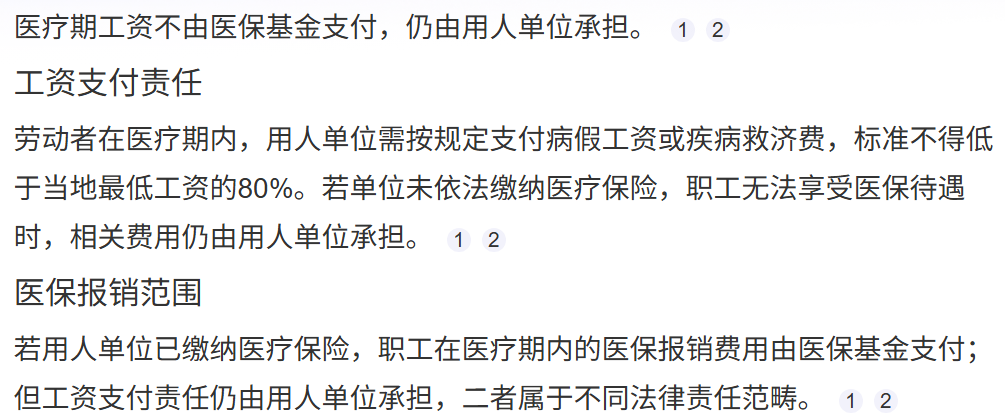 医疗期工资不由医保基金支付，仍由用人单位承担。 1 2
工资支付责任
劳动者在医疗期内，用人单位需按规定支付病假工资或疾病救济费，标准不得低
于当地最低工资的80%。若单位未依法缴纳医疗保险，职工无法享受医保待遇
时，相关费用仍由用人单位承担。 1 2
医保报销范围
若用人单位已缴纳医疗保险，职工在医疗期内的医保报销费用由医保基金支付；
但工资支付责任仍由用人单位承担，二者属于不同法律责任范畴。 1 2